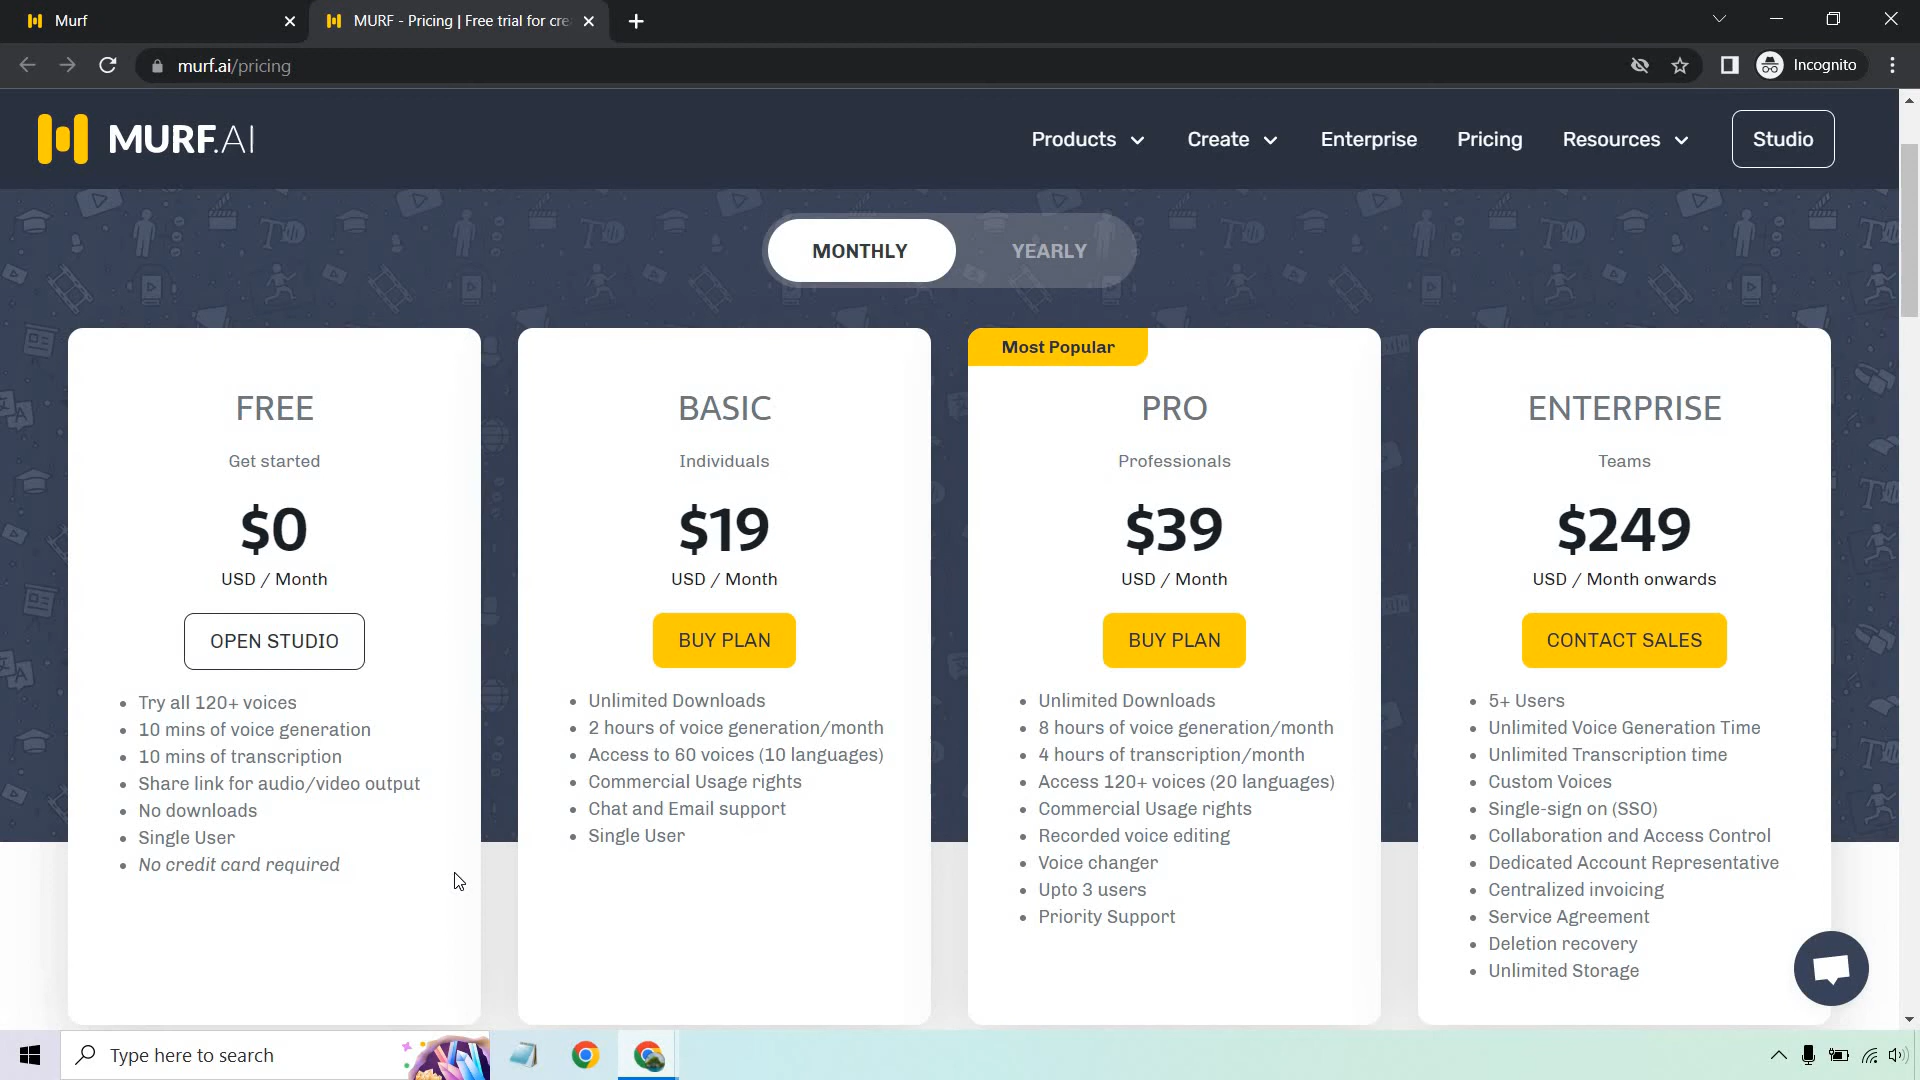 Murf
MURF - Pricing | Free trial for cre
murf.ai/pricing
Incognito
MURF.AI
Products
Create
Enterprise
Pricing
Resources
Studio
MONTHLY
YEARLY
FREE
Get started
$0
USD / Month
OPEN STUDIO
Try all 120+ voices
10 mins of voice generation
10 mins of transcription
Share link for audio/video output
No downloads
Single User
No credit card required
BASIC
Individuals
$19
USD / Month
BUY PLAN
Unlimited Downloads
2 hours of voice generation/month
Access to 60 voices (10 languages)
Commercial Usage rights
Chat and Email support
Single User
Most Popular
PRO
Professionals
$39
USD / Month
BUY PLAN
Unlimited Downloads
8 hours of voice generation/month
4 hours of transcription/month
Access 120+ voices (20 languages)
Commercial Usage rights
Recorded voice editing
Voice changer
Upto 3 users
Priority Support
ENTERPRISE
Teams
$249
USD / Month onwards
CONTACT SALES
5+ Users
Unlimited Voice Generation Time
Unlimited Transcription time
Custom Voices
Single-sign on (SSO)
Collaboration and Access Control
Dedicated Account Representative
Centralized invoicing
Service Agreement
Deletion recovery
Unlimited Storage
Type here to search